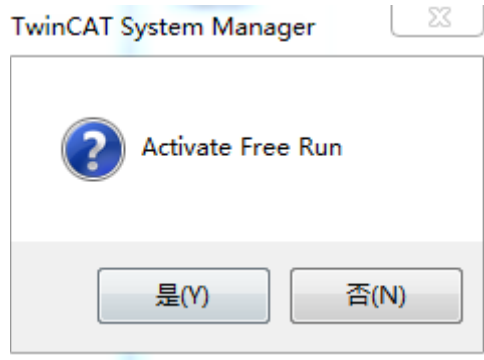 TwinCAT System Manager
Activate Free Run
是(Y)
否(N)